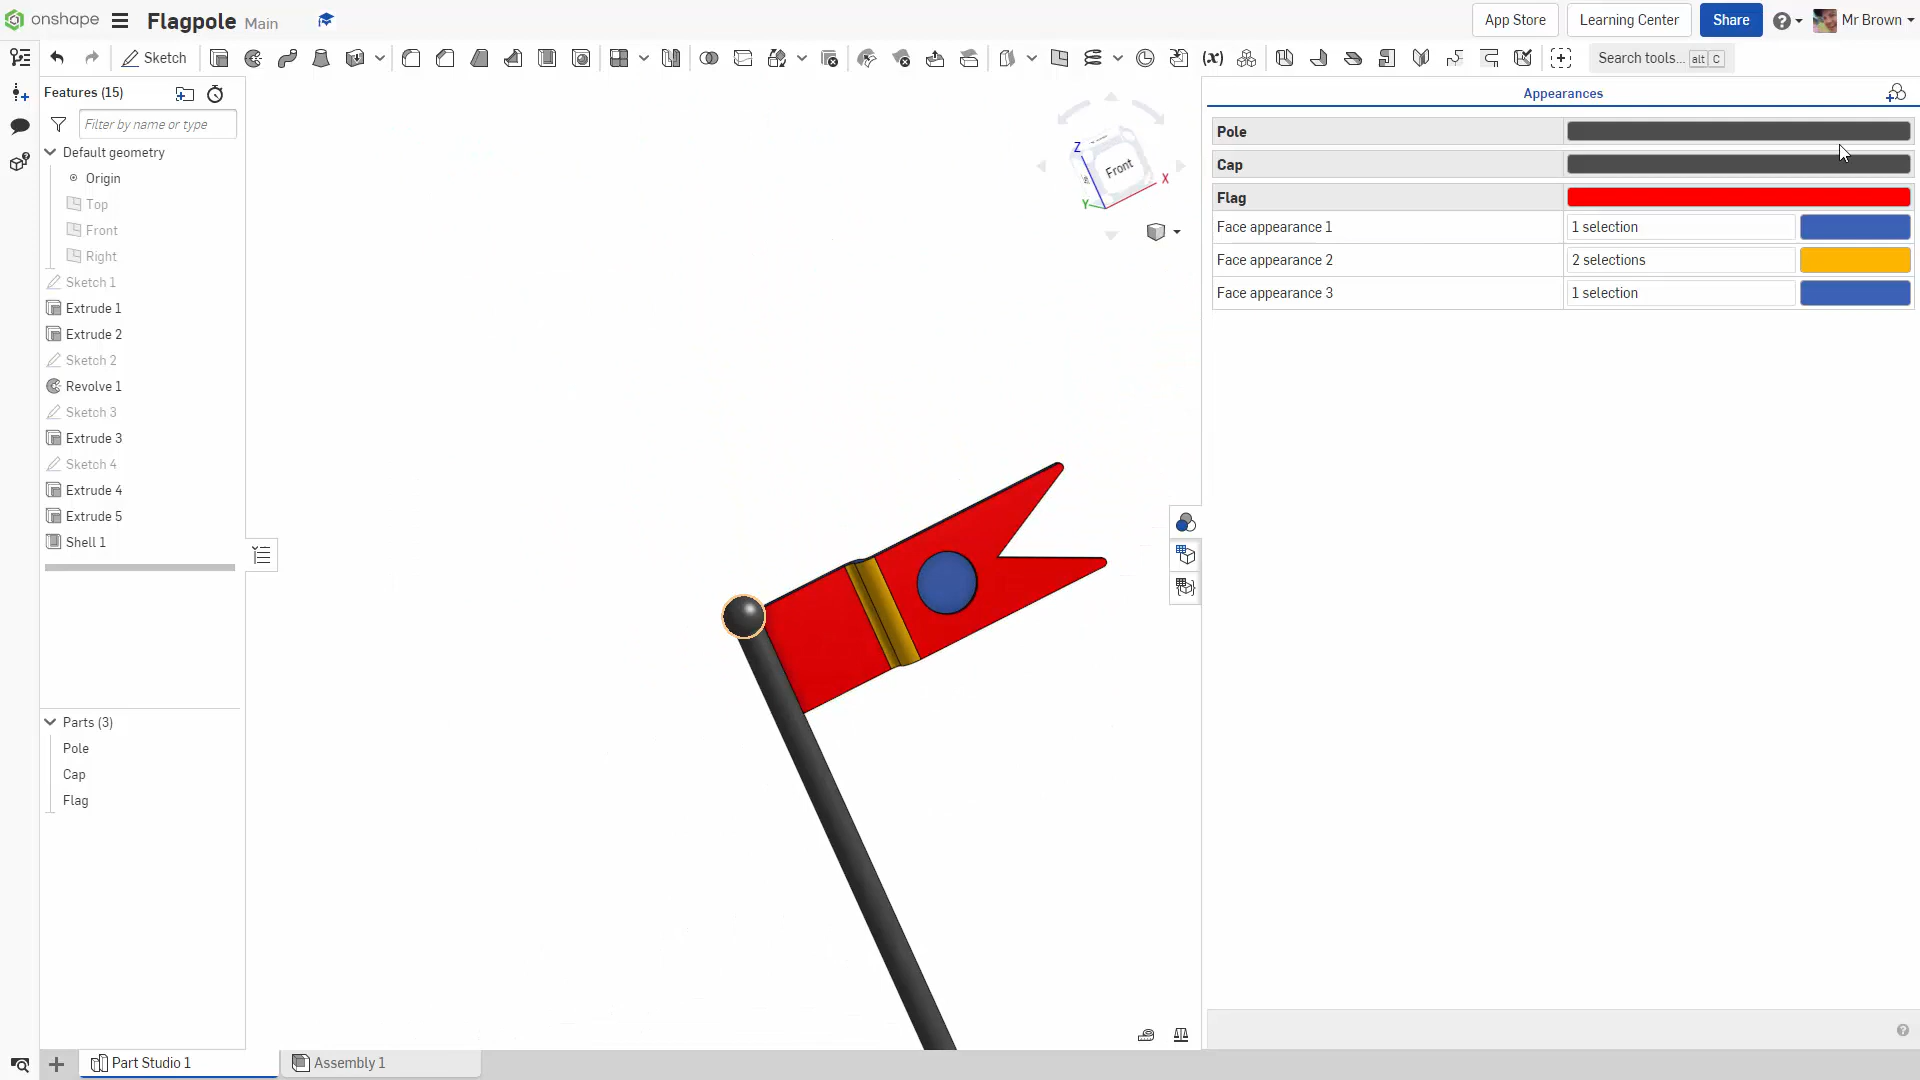 onshape
Flagpole Main
App Store
Learning Center
Share
Mr Brown
Sketch
Search tools... alt C
Features (15)
Filter by name or type
Default geometry
Origin
Top
Front
Right
Sketch 1
Extrude 1
Extrude 2
Sketch 2
Revolve 1
Sketch 3
Extrude 3
Sketch 4
Extrude 4
Extrude 5
Shell 1
Parts (3)
Pole
Cap
Flag
Z
Front
X
Y
Appearances
Pole
Cap
Flag
Face appearance 1 1 selection
Face appearance 2 2 selections
Face appearance 3 1 selection
Part Studio 1
Assembly 1